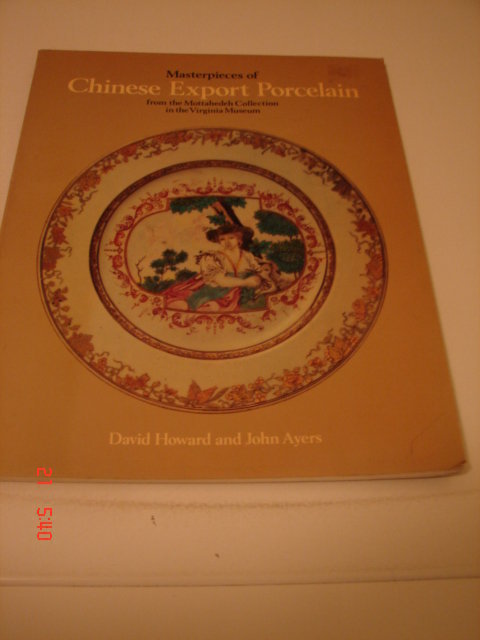 Masterpieces of
Chinese Export Porcelain
from the Mottahedeh Collection
in the Virginia Museum
David Howard and John Ayers
21 5:40